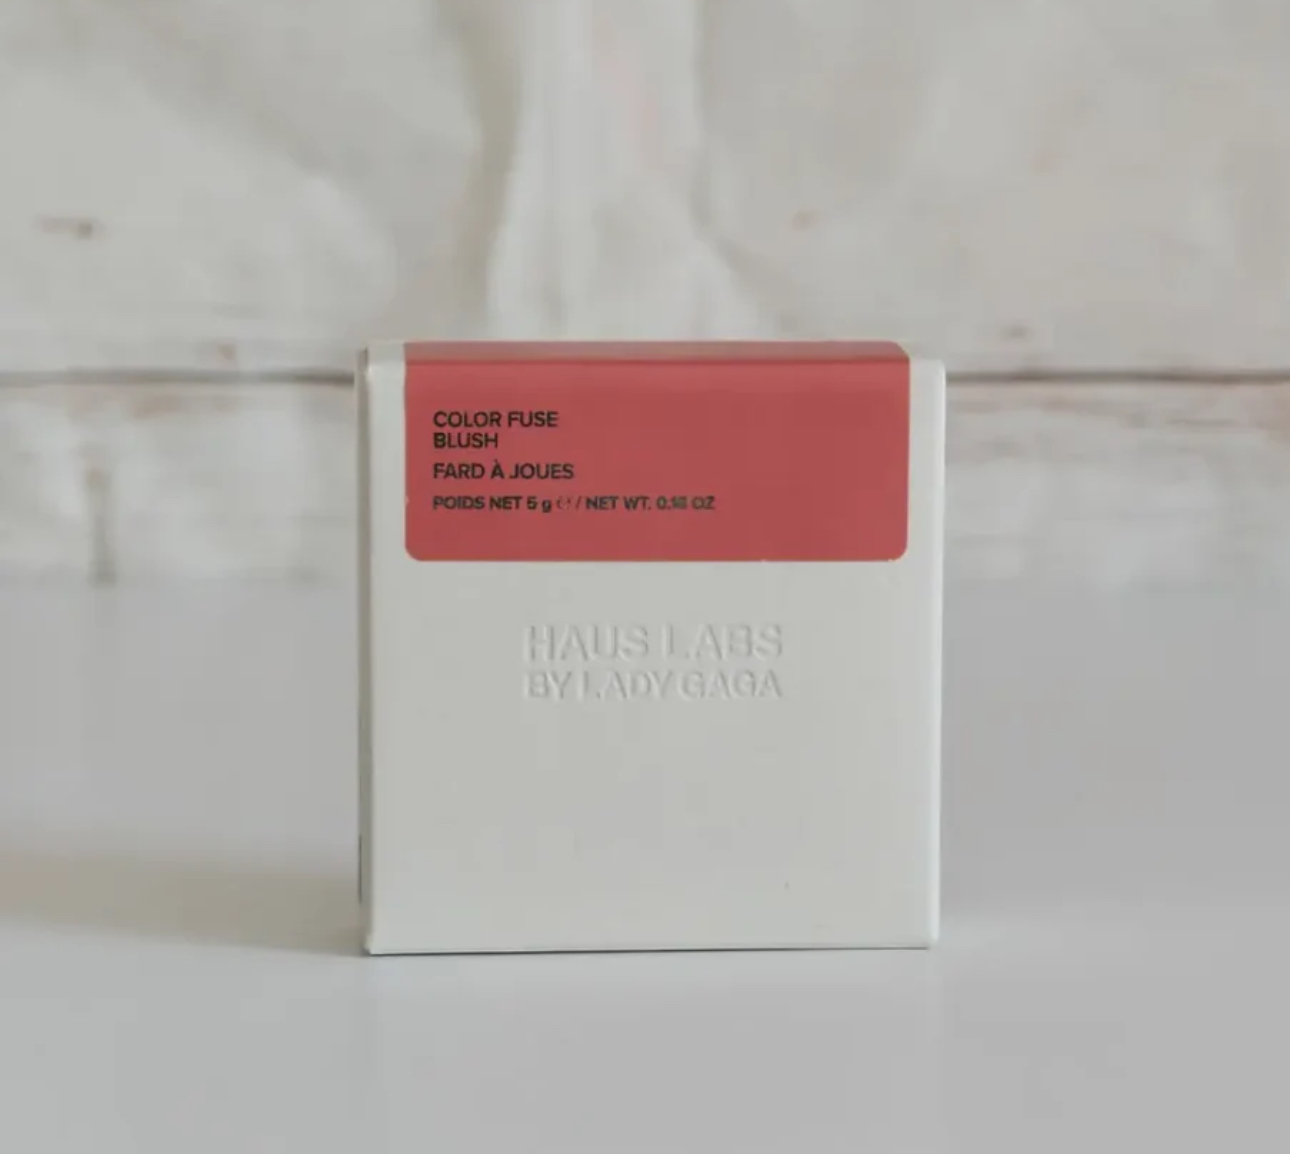 COLOR FUSE
BLUSH
FARD À JOUES
POIDS NET 5 g ℮ / NET WT. 0.18 OZ
HAUS LABS
BY LADY GAGA